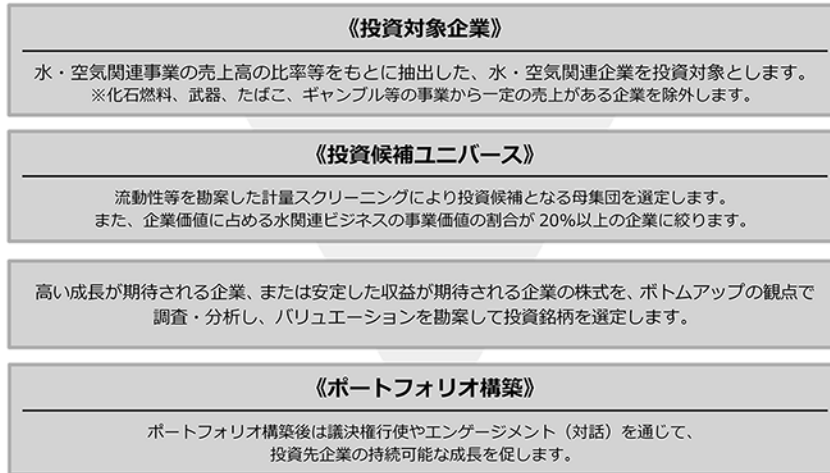 《投資対象企業》
水・空気関連事業の売上高の比率等をもとに抽出した、水・空気関連企業を投資対象とします。
※化石燃料、武器、たばこ、ギャンブル等の事業から一定の売上がある企業を除外します。
《投資候補ユニバース》
流動性等を勘案した計量スクリーニングにより投資候補となる母集団を選定します。
また、企業価値に占める水関連ビジネスの事業価値の割合が 20%以上の企業に絞ります。
高い成長が期待される企業、または安定した収益が期待される企業の株式を、ボトムアップの観点で
調査・分析し、バリュエーションを勘案して投資銘柄を選定します。
《ポートフォリオ構築》
ポートフォリオ構築後は議決権行使やエンゲージメント（対話）を通じて、
投資先企業の持続可能な成長を促します。